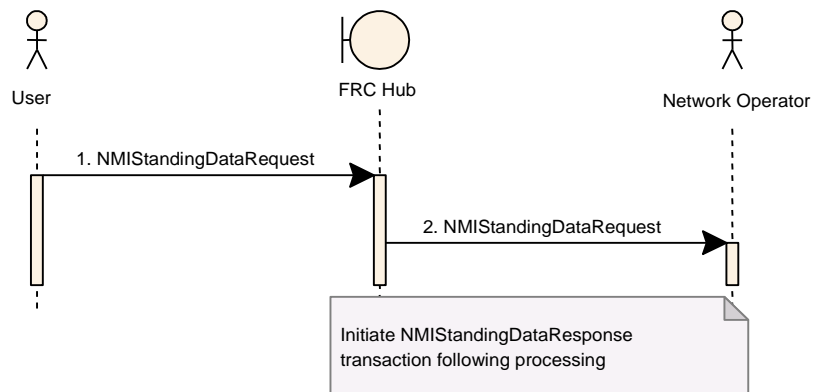 User
FRC Hub
Network Operator
1. NMIStandingDataRequest
2. NMIStandingDataRequest
Initiate NMIStandingDataResponse
transaction following processing